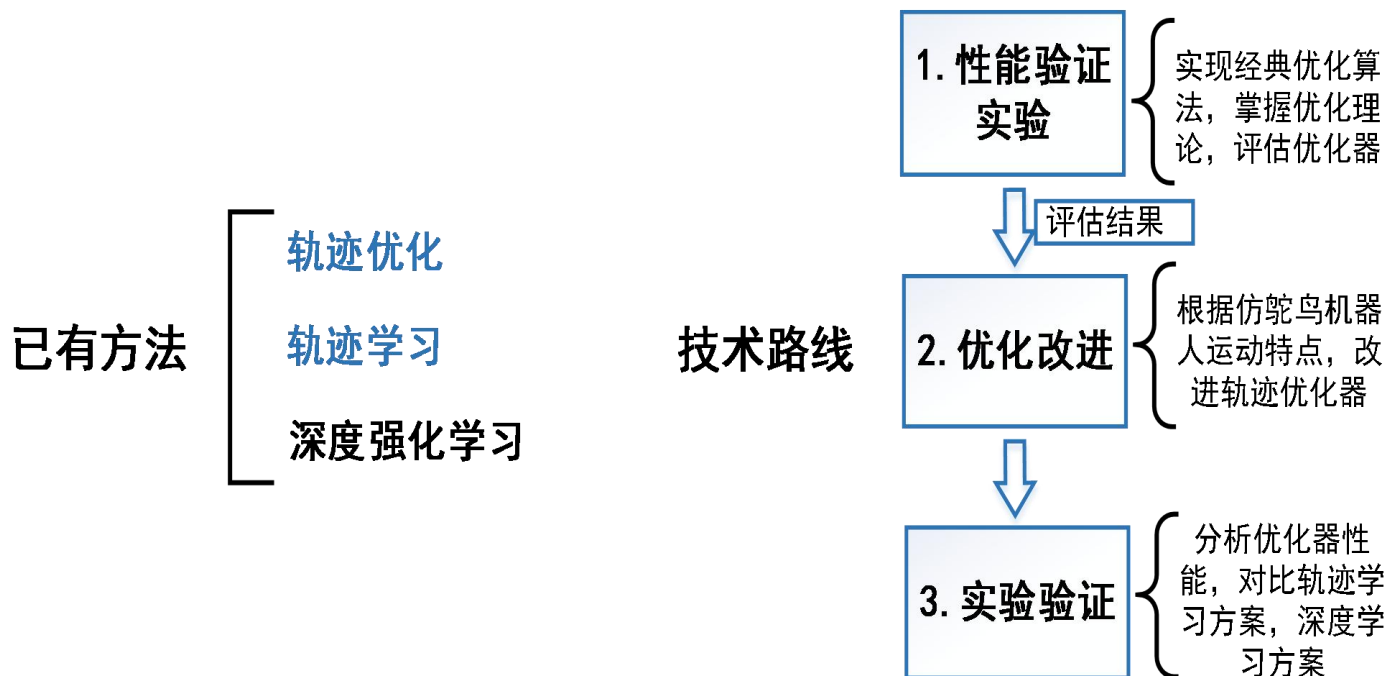 已有方法
轨迹优化
轨迹学习
深度强化学习
技术路线
1.性能验证
实验
实现经典优化算
法，掌握优化理
论，评估优化器
评估结果
2.优化改进
根据仿鸵鸟机器
人运动特点，改
进轨迹优化器
3.实验验证
分析优化器性
能，对比轨迹学
习方案，深度学
习方案